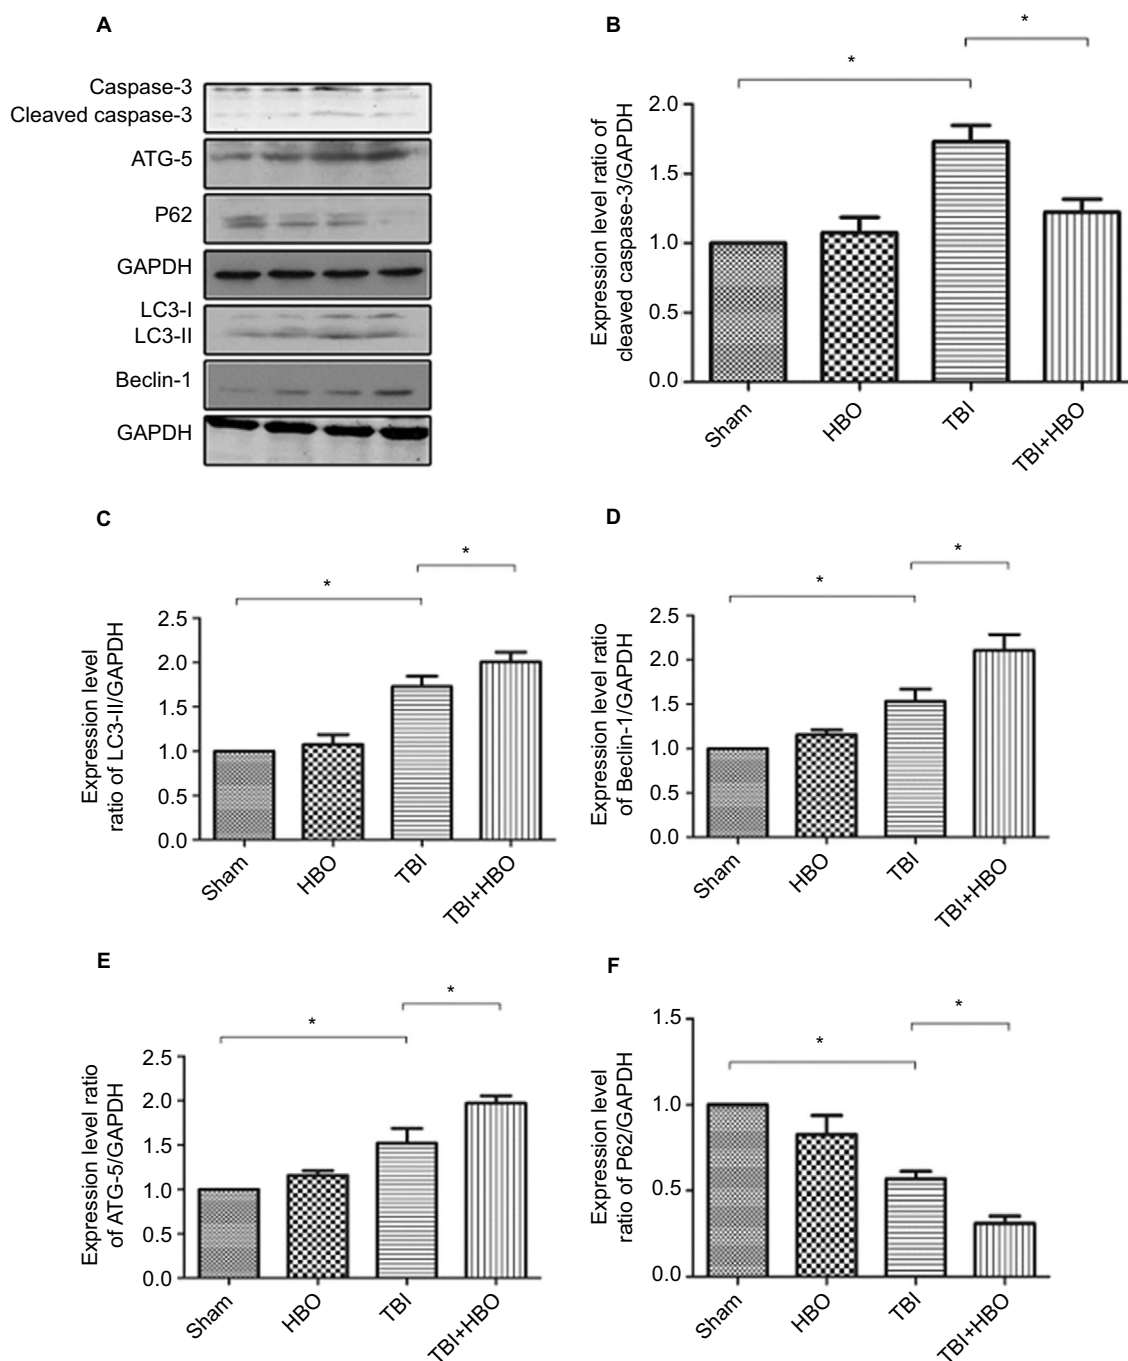 A
Caspase-3
Cleaved caspase-3
ATG-5
P62
GAPDH
LC3-I
LC3-II
Beclin-1
GAPDH
B
*
*
Expression level ratio of
cleaved caspase-3/GAPDH
2.0
1.5
1.0
0.5
0.0
Sham
HBO
TBI
TBI+HBO
C
*
*
Expression level
ratio of LC3-II/GAPDH
2.5
2.0
1.5
1.0
0.5
0.0
Sham
HBO
TBI
TBI+HBO
D
*
*
Expression level ratio
of Beclin-1/GAPDH
2.5
2.0
1.5
1.0
0.5
0.0
Sham
HBO
TBI
TBI+HBO
E
*
*
Expression level ratio
of ATG-5/GAPDH
2.5
2.0
1.5
1.0
0.5
0.0
Sham
HBO
TBI
TBI+HBO
F
*
*
Expression level
ratio of P62/GAPDH
1.5
1.0
0.5
0.0
Sham
HBO
TBI
TBI+HBO